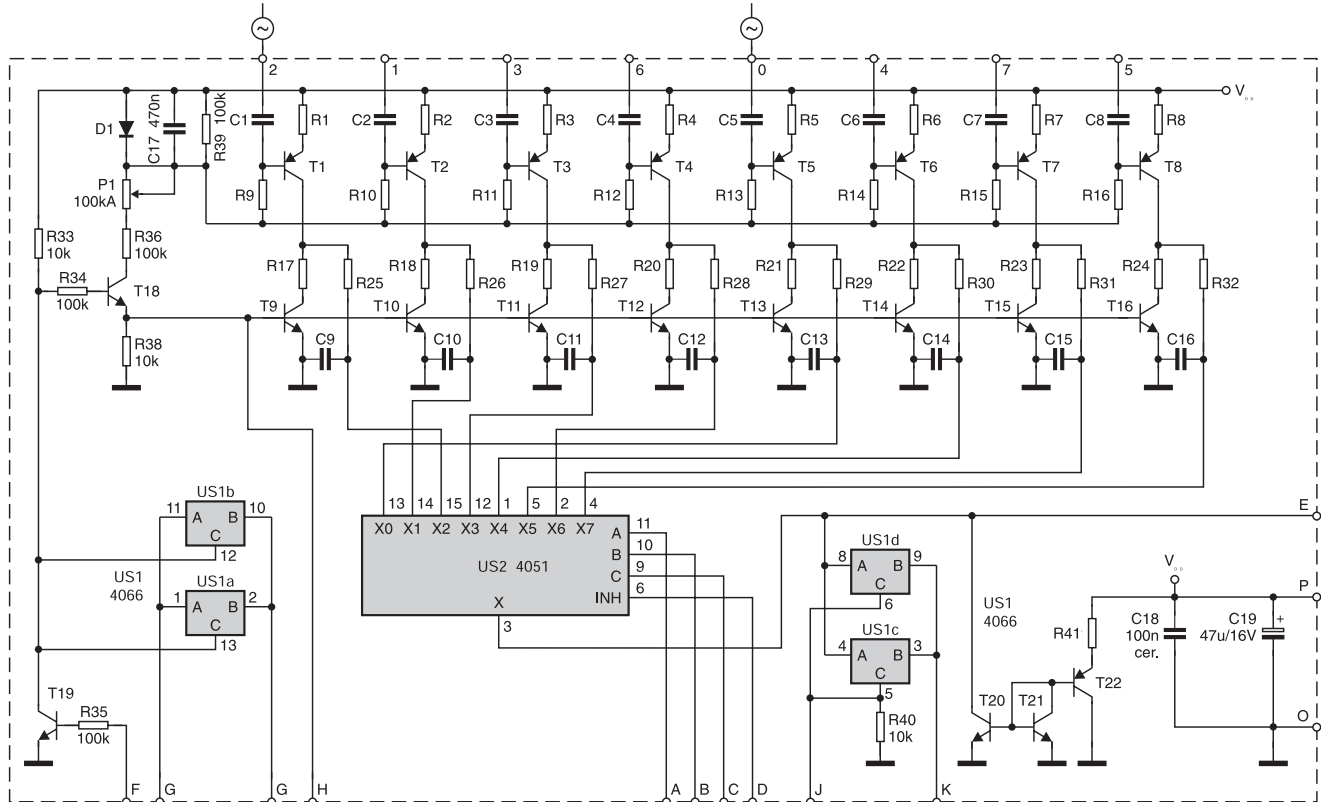 2 1 3 6 0 4 7 5
V
D1
C17 470n
R39 100k
C1 R1 C2 R2 C3 R3 C4 R4 C5 R5 C6 R6 C7 R7 C8 R8
T1 T2 T3 T4 T5 T6 T7 T8
P1
100kA
R9 R10 R11 R12 R13 R14 R15 R16
R33
10k
R36
100k
R34
100k
T18
R17 R25 R18 R26 R19 R27 R20 R28 R21 R29 R22 R30 R23 R31 R24 R32
T9 T10 T11 T12 T13 T14 T15 T16
R38
10k
C9 C10 C11 C12 C13 C14 C15 C16
US1b
11 A B 10
C
12
US1
4066
US1a
1 A B 2
C
13
13 14 15 12 1 5 2 4
X0 X1 X2 X3 X4 X5 X6 X7
US2 4051
A 11
B 10
C 9
INH 6
X
3
US1d
8 A B 9
C
6
US1c
4 A B 3
C
5
R40
10k
US1
4066
E
V
P
R41
C18
100n
cer.
C19
47u/16V
+
T20 T21 T22
O
T19
R35
100k
F G G H A B C D J K